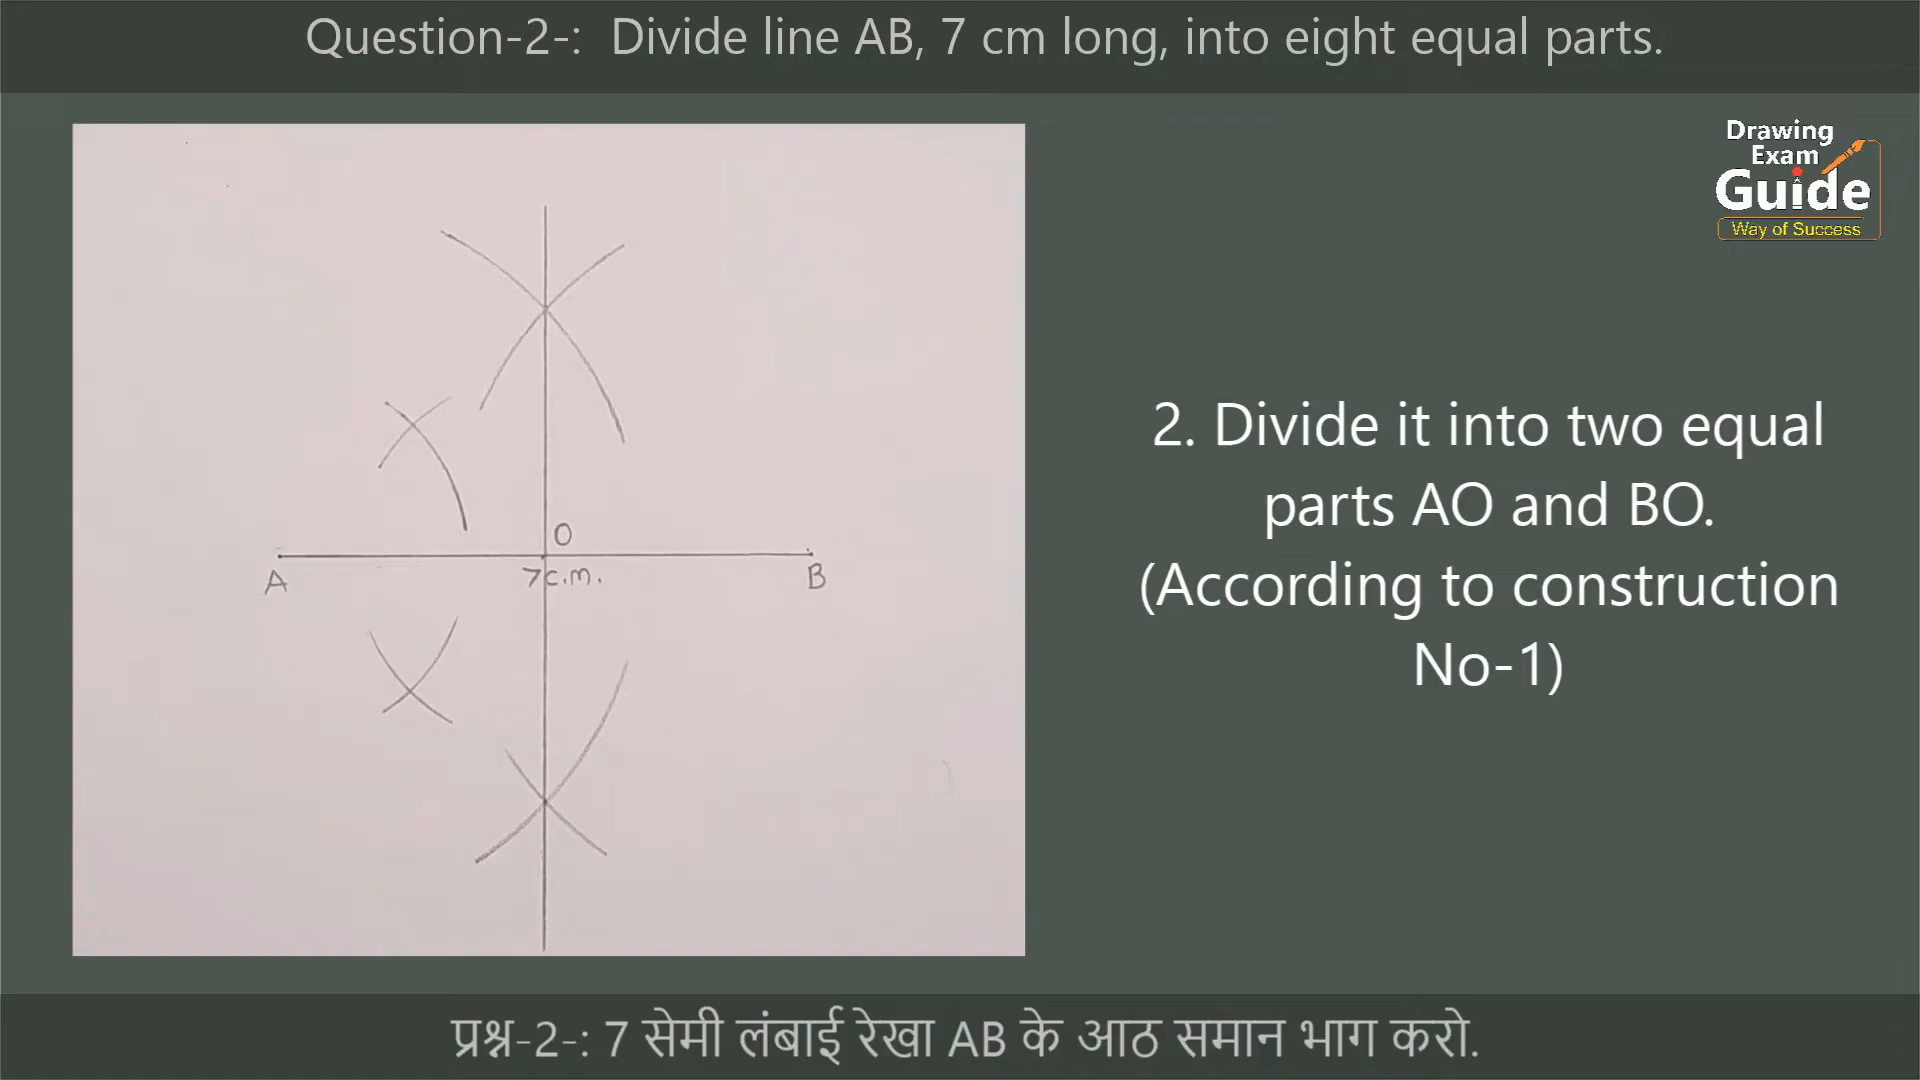 Question-2-: Divide line AB, 7 cm long, into eight equal parts.
Drawing
Exam
Guide
Way of Success
O
A
7c.m.
B
2. Divide it into two equal
parts AO and BO.
(According to construction
No-1)
प्रश्न-2-: 7 सेमी लंबाई रेखा AB के आठ समान भाग करो.